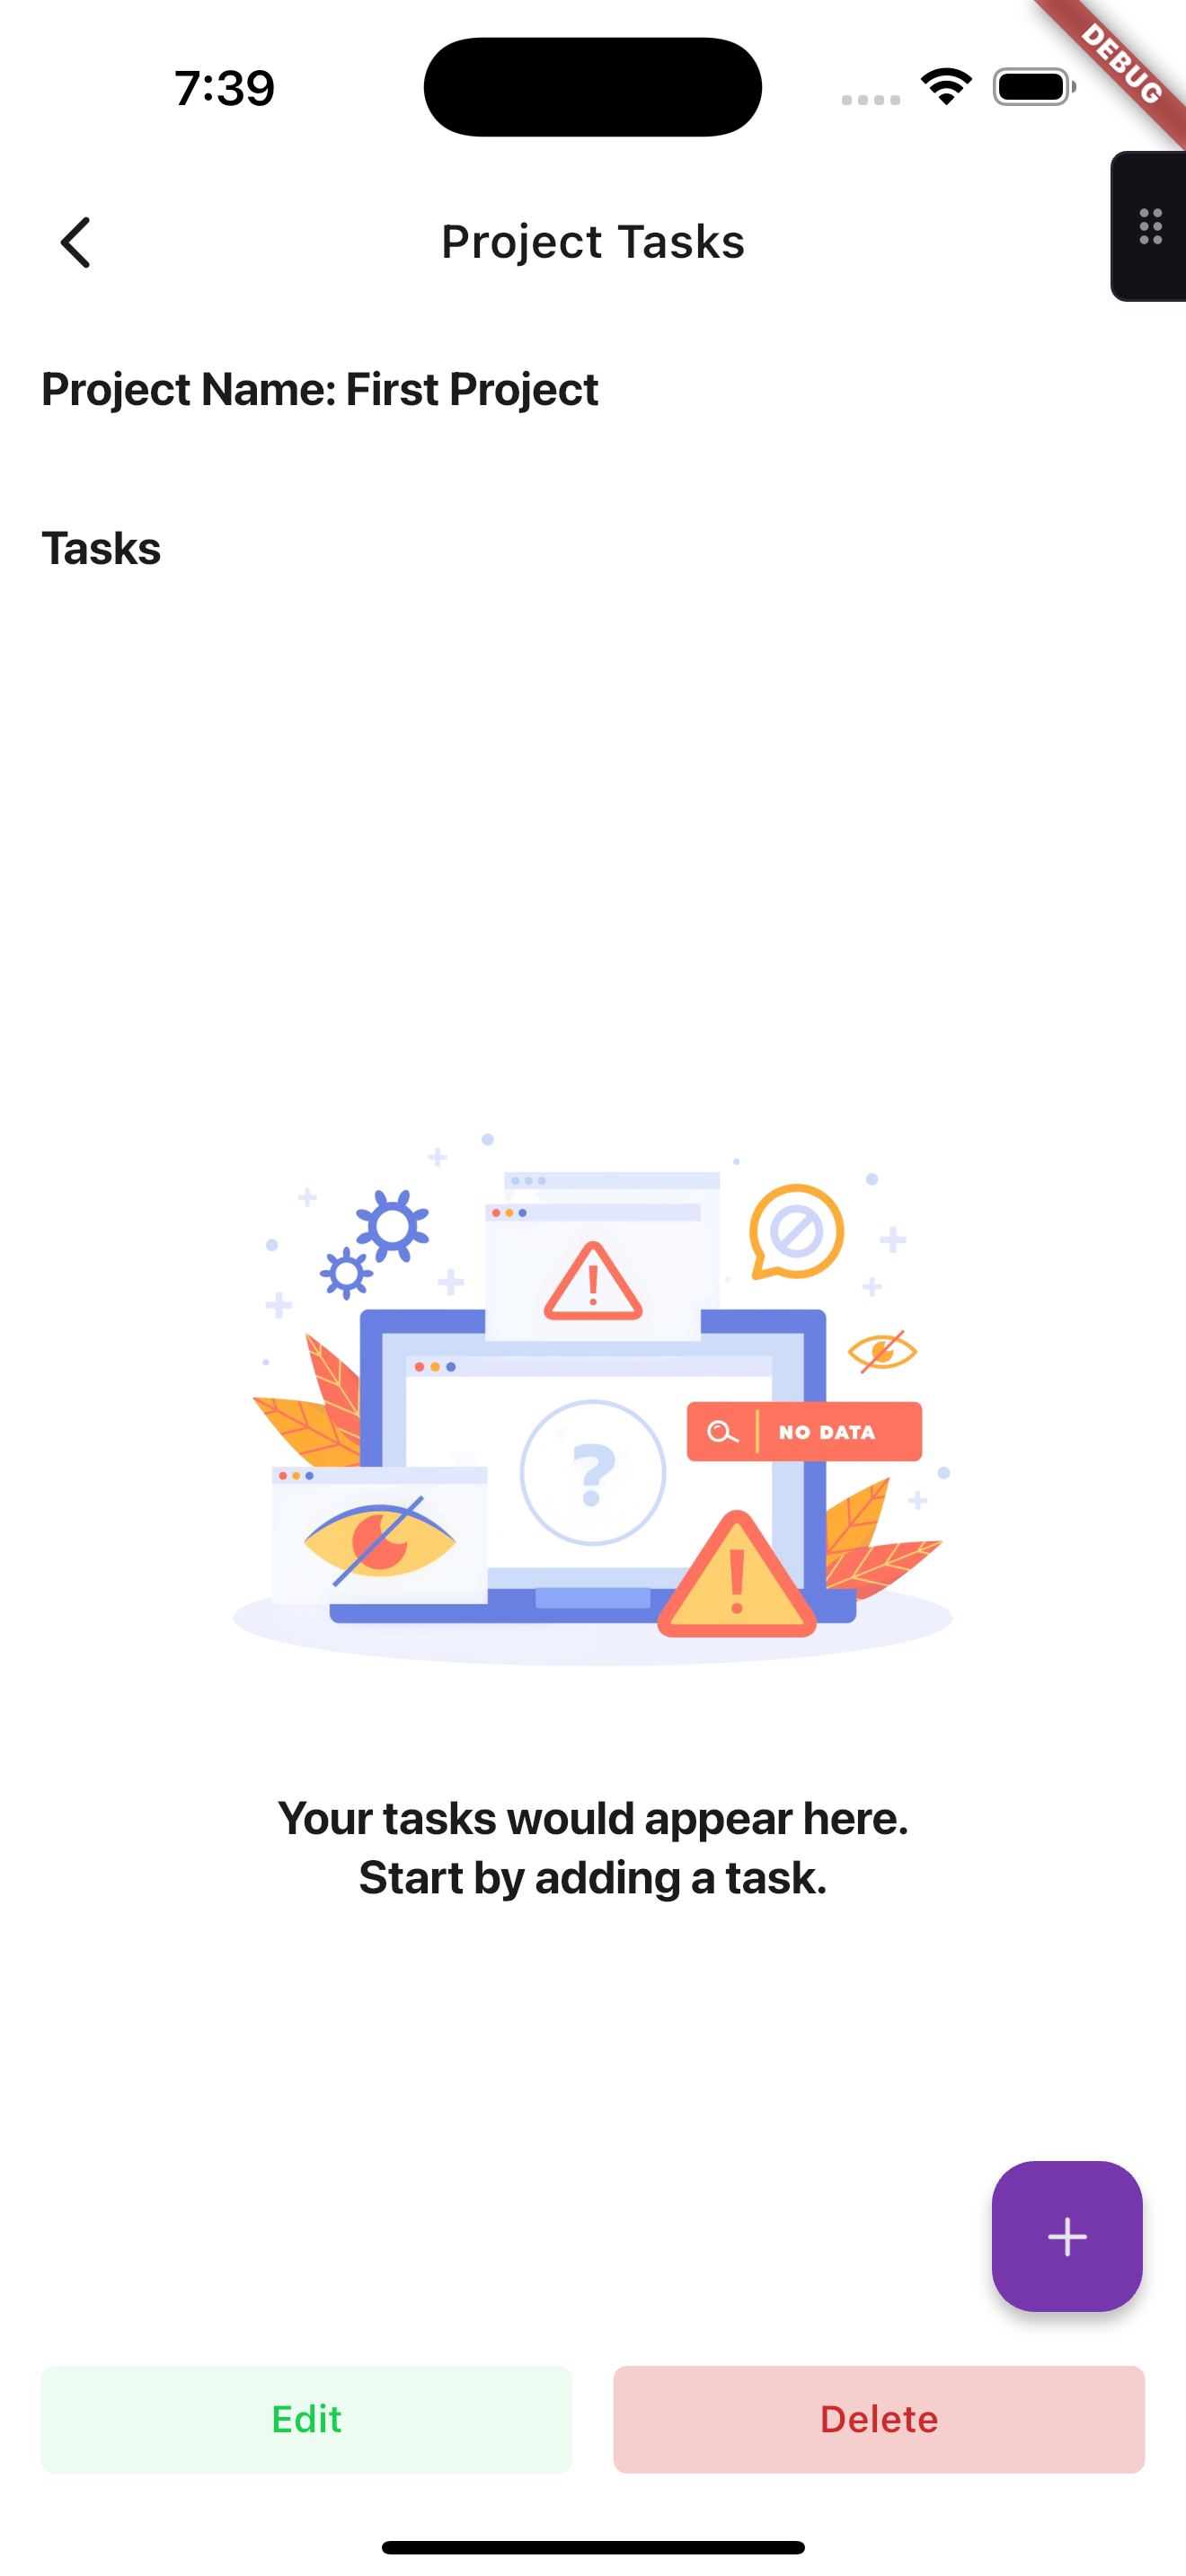 7:39
DEBUG
Project Tasks
Project Name: First Project
Tasks
NO DATA
Your tasks would appear here.
Start by adding a task.
Edit
Delete